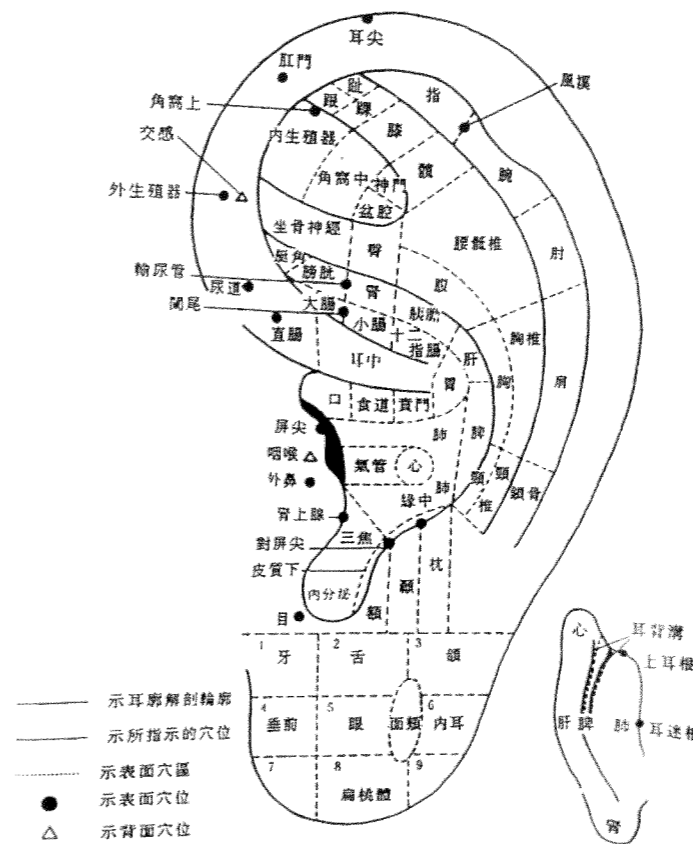 耳尖
肛門
風溪
趾
跟
踝
指
角窩上
膝
內生殖器
腕
交感
角窩中
神門
髖
外生殖器
盆腔
坐骨神經
臀
腰骶椎
肘
艇角
膀胱
輸尿管
腎
腹
尿道
大腸
闌尾
胰膽
直腸
小腸
十二
指腸
胸椎
耳中
肝
胃
胸
肩
口
食道
賁門
屏尖
肺
脾
咽喉
氣管
心
頸
外鼻
肺
頸
椎
鎖骨
緣中
腎上腺
三焦
對屏尖
枕
皮質下
顳
內分泌
額
目
1
2
3
牙
舌
頜
4
5
6
垂前
眼
面頰
內耳
7
8
9
扁桃體
心
耳背溝
上耳根
肝
脾
肺
耳迷根
腎
示耳廓解剖輪廓
示所指示的穴位
示表面穴區
示表面穴位
示背面穴位